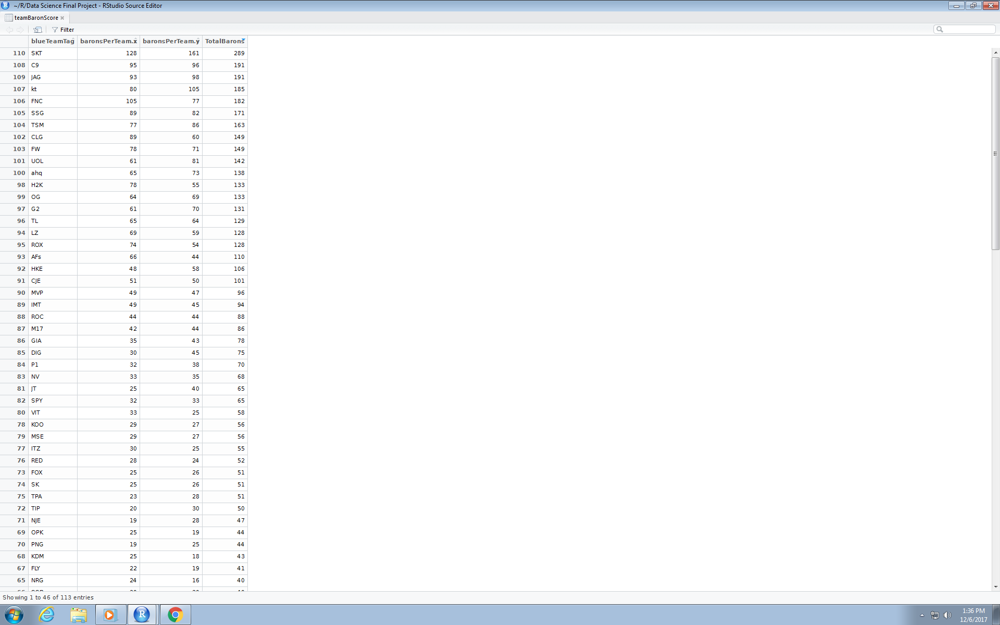 ~/R/Data Science Final Project - RStudio Source Editor
teamBaronScore
Filter
blueTeamTag baronsPerTeam.x baronsPerTeam.y TotalBarons
110 SKT 128 161 289
108 C9 95 96 191
109 JAG 93 98 191
107 kt 80 105 185
106 FNC 105 77 182
105 SSG 89 82 171
104 TSM 77 86 163
102 CLG 89 60 149
103 FW 78 71 149
101 UOL 61 81 142
100 ahq 65 73 138
98 H2K 78 55 133
99 OG 64 69 133
97 G2 61 70 131
96 TL 65 64 129
94 LZ 69 59 128
95 ROX 74 54 128
93 AFs 66 44 110
92 HKE 48 58 106
91 CJE 51 50 101
90 MVP 49 47 96
89 IMT 49 45 94
88 ROC 44 44 88
87 M17 42 44 86
86 GIA 35 43 78
85 DIG 30 45 75
84 P1 32 38 70
83 NV 33 35 68
81 JT 25 40 65
82 SPY 32 33 65
80 VIT 33 25 58
78 KOO 29 27 56
79 MSE 29 27 56
77 ITZ 30 25 55
76 RED 28 24 52
73 FOX 25 26 51
74 SK 25 26 51
75 TPA 23 28 51
72 TIP 20 30 50
71 NJE 19 28 47
69 OPK 25 19 44
70 PNG 19 25 44
68 KDM 25 18 43
67 FLY 22 19 41
65 NRG 24 16 40
Showing 1 to 46 of 113 entries
1:36 PM
12/6/2017